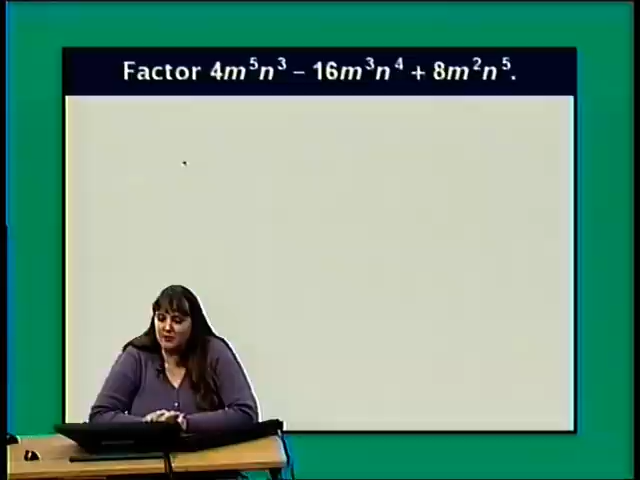 Factor 4m⁵n³ – 16m³n⁴ + 8m²n⁵.